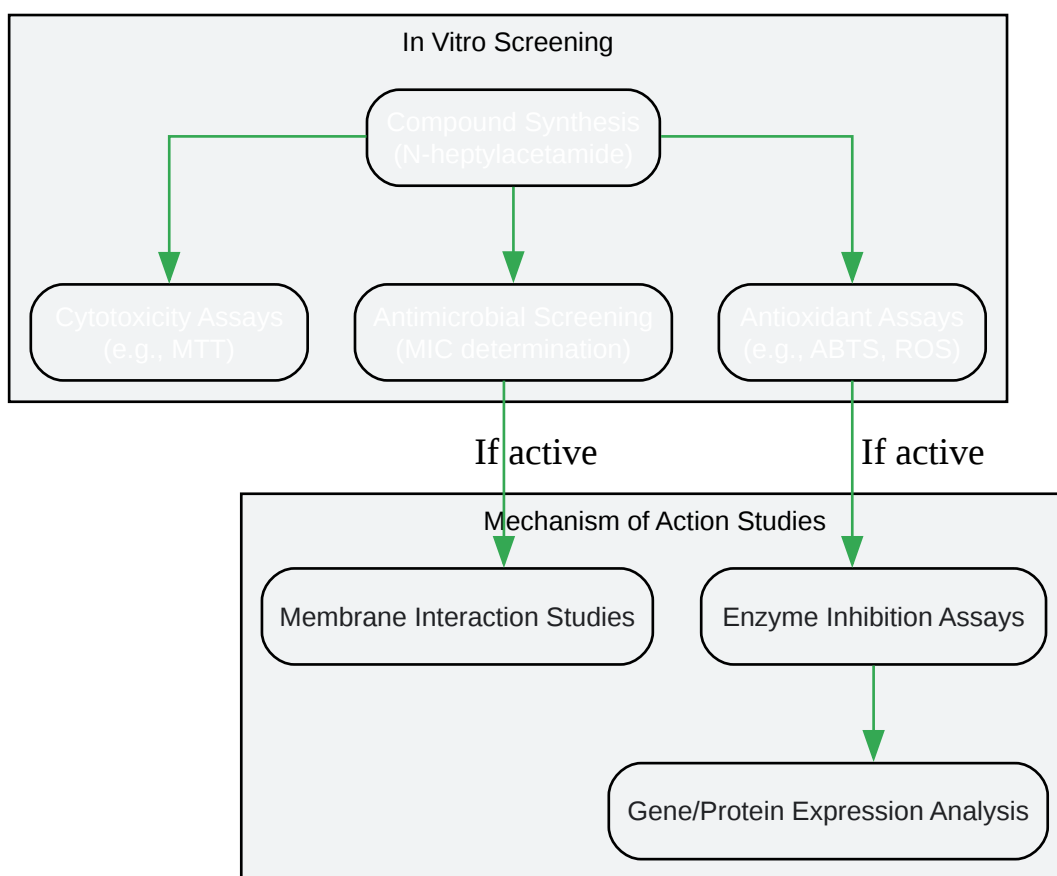 In Vitro Screening
Compound Synthesis
(N-heptylacetamide)
Cytotoxicity Assays
(e.g., MTT)
Antimicrobial Screening
(MIC determination)
Antioxidant Assays
(e.g., ABTS, ROS)
If active
If active
Mechanism of Action Studies
Membrane Interaction Studies
Enzyme Inhibition Assays
Gene/Protein Expression Analysis